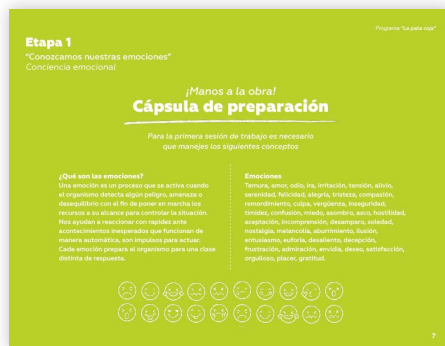 Programa "La pata coja"
Etapa 1
"Conozcamos nuestras emociones"
Conciencia emocional
¡Manos a la obra!
Cápsula de preparación
Para la primera sesión de trabajo es necesario
que manejes los siguientes conceptos
¿Qué son las emociones?
Una emoción es un proceso que se activa cuando
el organismo detecta algún peligro, amenaza o
desequilibrio con el fin de poner en marcha los
recursos a su alcance para controlar la situación.
Nos ayudan a reaccionar con rapidez ante
acontecimientos inesperados que funcionan de
manera automática, son impulsos para actuar.
Cada emoción prepara al organismo para una clase
distinta de respuesta.
Emociones
Ternura, amor, odio, ira, irritación, tensión, alivio,
serenidad, felicidad, alegría, tristeza, compasión,
remordimiento, culpa, vergüenza, inseguridad,
timidez, confusión, miedo, asombro, asco, hostilidad,
aceptación, incomprensión, desamparo, soledad,
nostalgia, melancolía, aburrimiento, ilusión,
entusiasmo, euforia, desaliento, decepción,
frustración, admiración, envidia, deseo, satisfacción,
orgulloso, placer, gratitud.
7